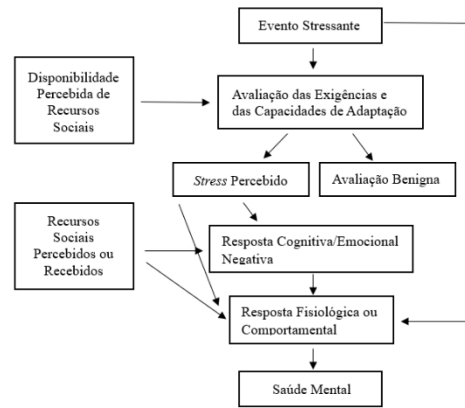 Evento Stressante
Disponibilidade
Percebida de
Recursos
Sociais
Avaliação das Exigências e
das Capacidades de Adaptação
Stress Percebido
Avaliação Benigna
Recursos
Sociais
Percebidos ou
Recebidos
Resposta Cognitiva/Emocional
Negativa
Resposta Fisiológica ou
Comportamental
Saúde Mental